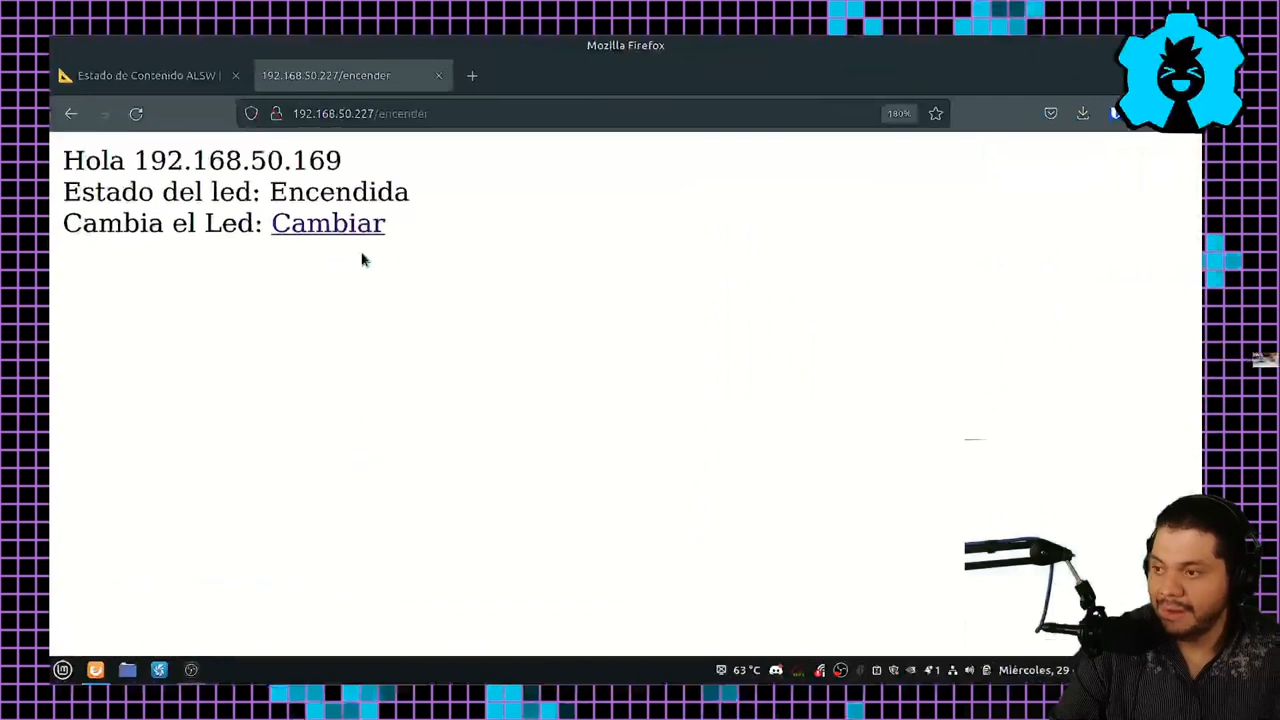 Mozilla Firefox
Estado de Contenido ALSW |
192.168.50.227/encender
192.168.50.227/encender
180%
Hola 192.168.50.169
Estado del led: Encendida
Cambia el Led: Cambiar
63°C
1
Miércoles, 29